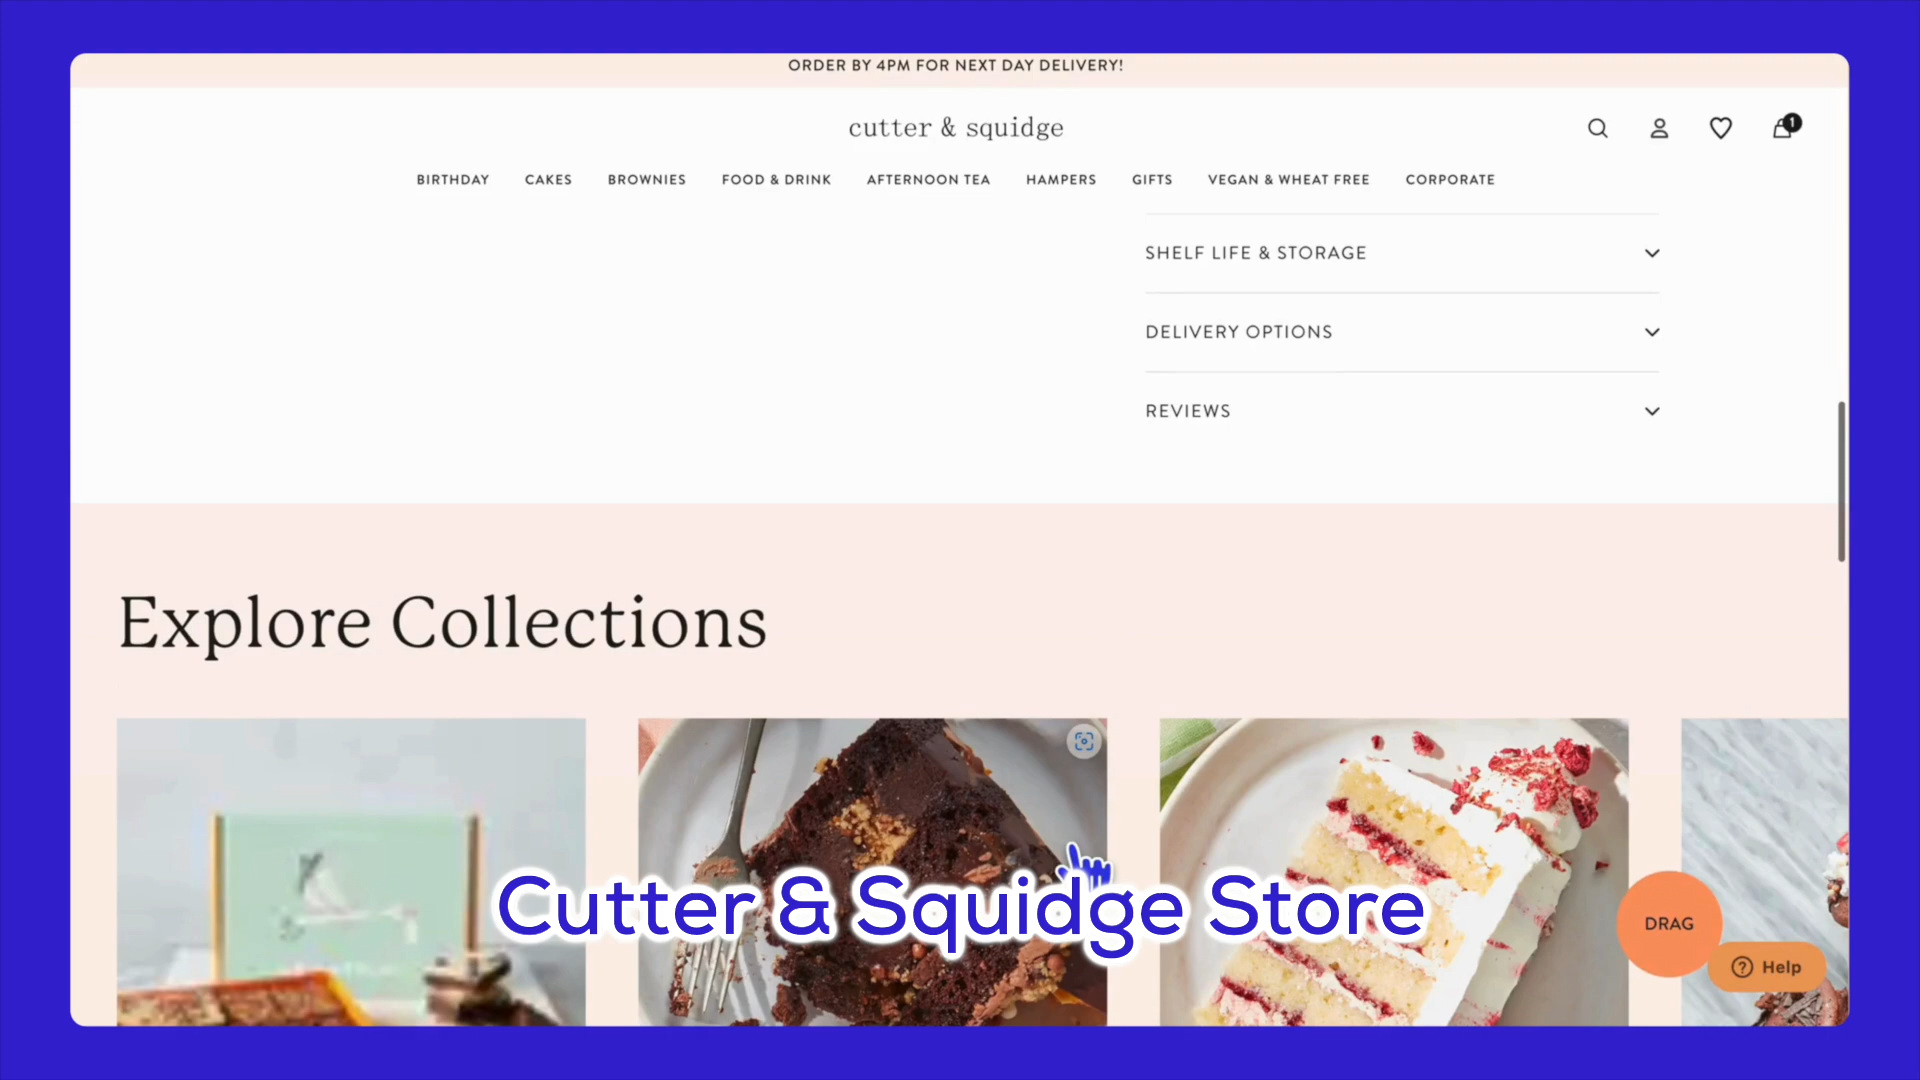 ORDER BY 4PM FOR NEXT DAY DELIVERY!
cutter & squidge
1
BIRTHDAY CAKES BROWNIES FOOD & DRINK AFTERNOON TEA HAMPERS GIFTS VEGAN & WHEAT FREE CORPORATE
SHELF LIFE & STORAGE
DELIVERY OPTIONS
REVIEWS
Explore Collections
Cutter & Squidge Store
DRAG
? Help